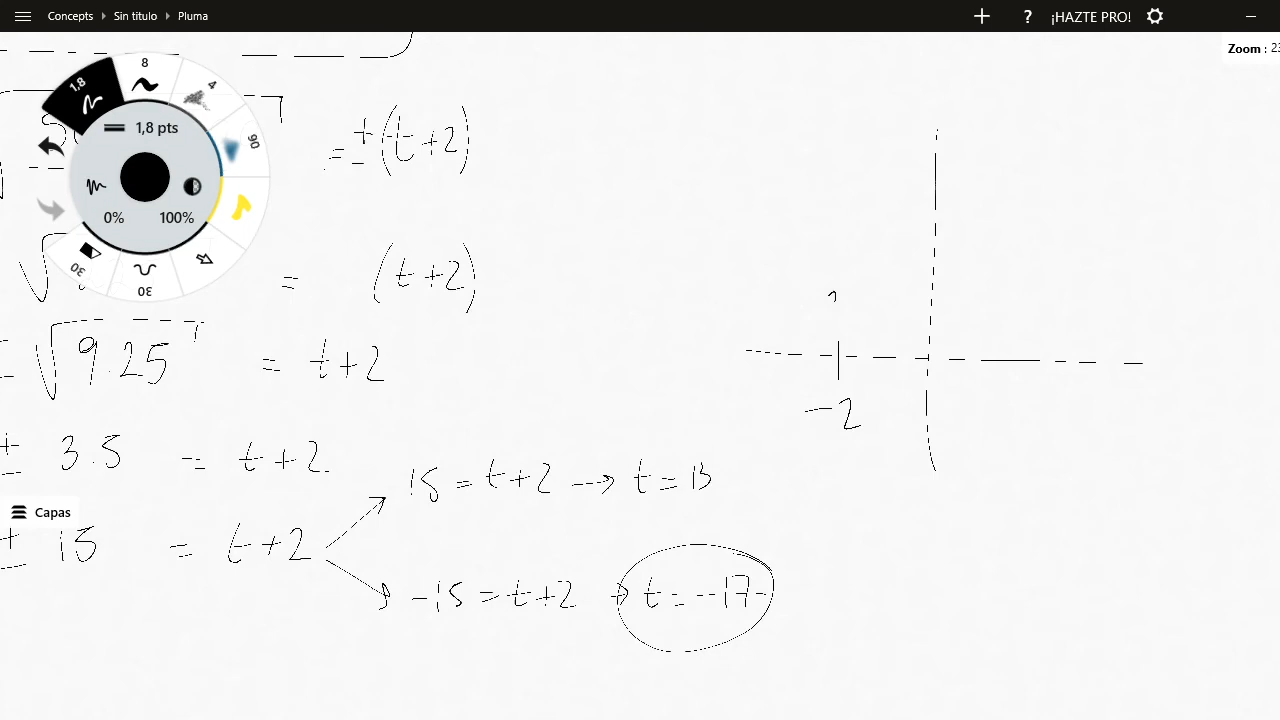 Concepts › Sin título › Pluma
+ ? ¡HAZTE PRO!
Zoom : 23
8
1,8
4
90
1,8 pts
0% 100%
30
30
= ± (t+2)
= (t+2)
√9.25 = t+2
± 3.5 = t+2
15 = t+2 → t = 13
Capas
± 15 = t+2
-15 = t+2 → t = -17
-2